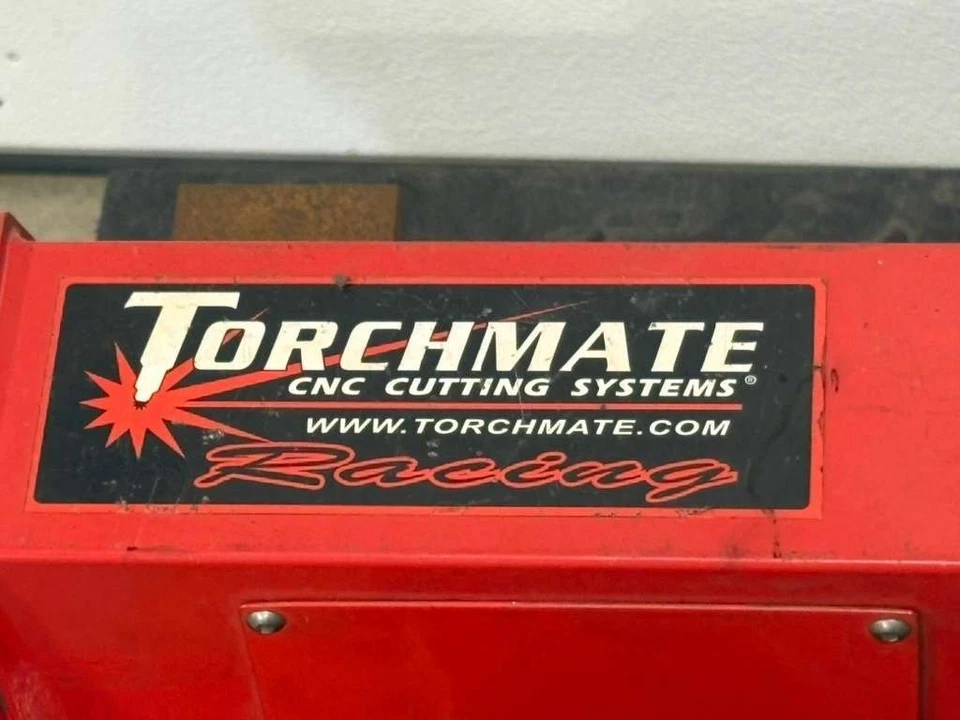 TORCHMATE
CNC CUTTING SYSTEMS®
WWW.TORCHMATE.COM
Racing